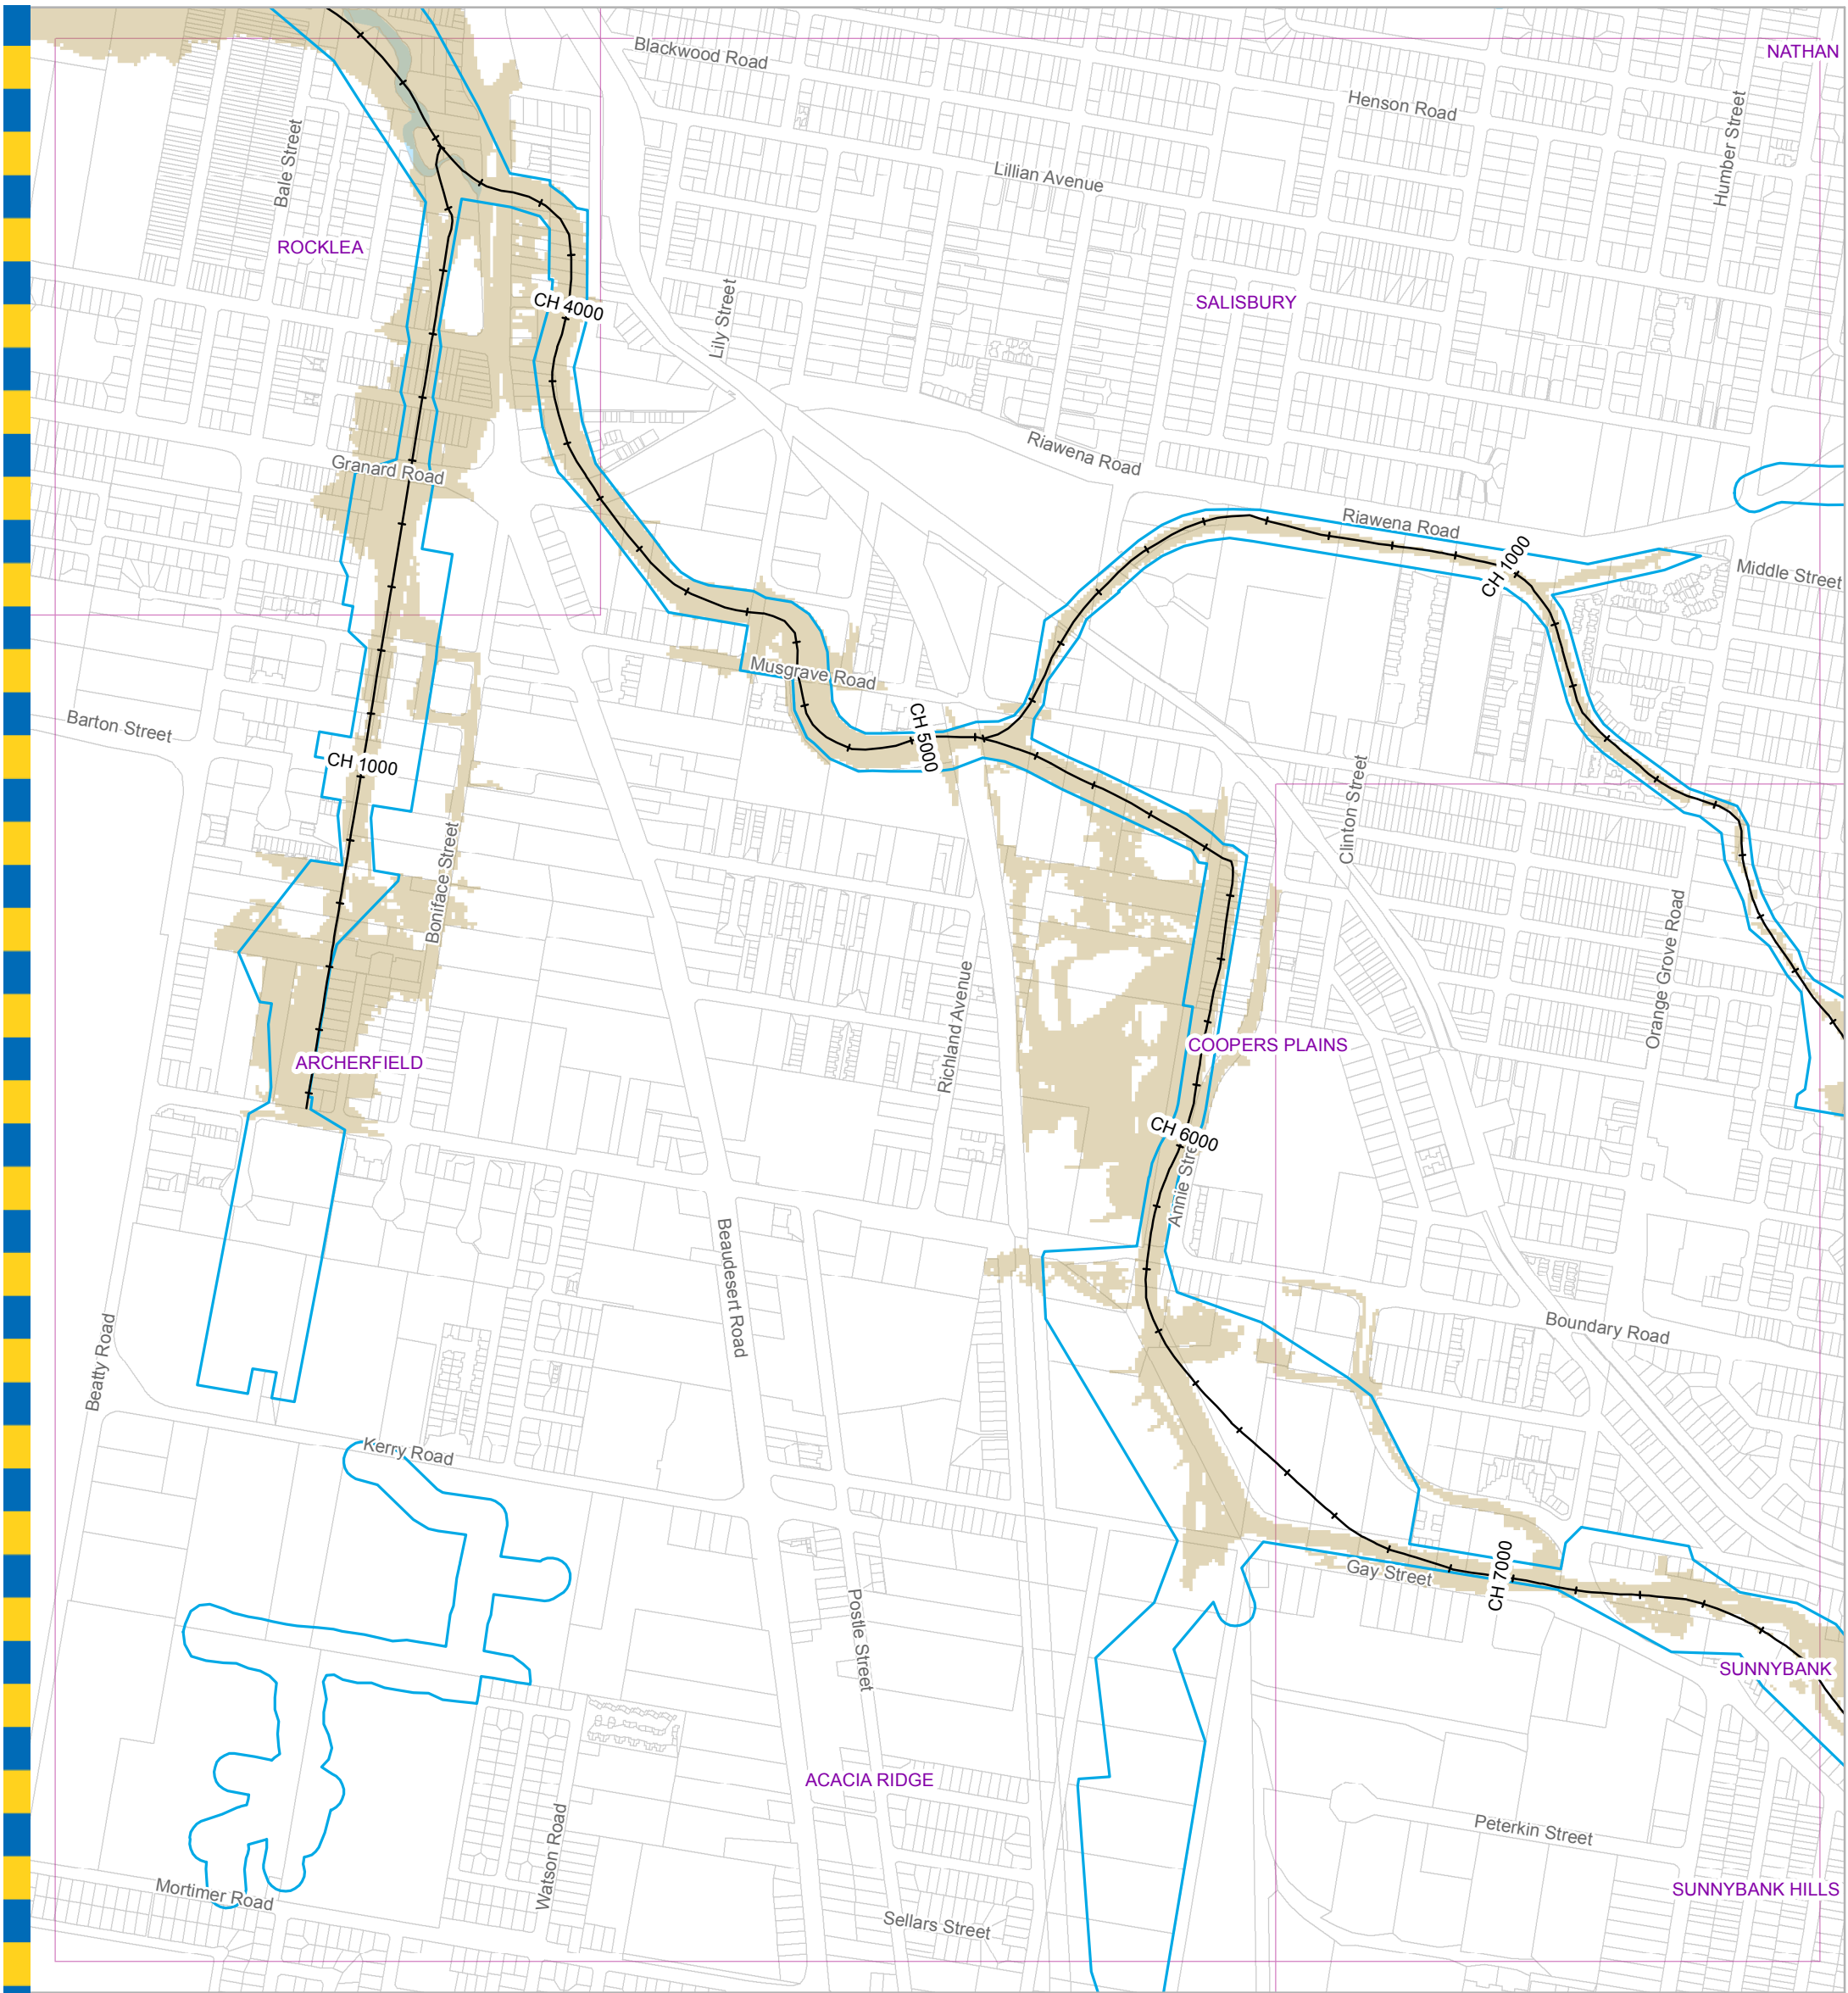 Blackwood Road
NATHAN
Henson Road
Humber Street
Bale Street
Lillian Avenue
ROCKLEA
SALISBURY
CH 4000
Lily Street
Riawena Road
Granard Road
Riawena Road
CH 1000
Middle Street
Musgrave Road
Barton Street
CH 5000
CH 1000
Clinton Street
Boniface Street
Orange Grove Road
Richland Avenue
COOPERS PLAINS
ARCHERFIELD
CH 6000
Annie Stre
Beaudesert Road
Boundary Road
Beatty Road
Kerry Road
CH 7000
Gay Street
Postle Street
SUNNYBANK
ACACIA RIDGE
Peterkin Street
Watson Road
SUNNYBANK HILLS
Mortimer Road
Sellars Street